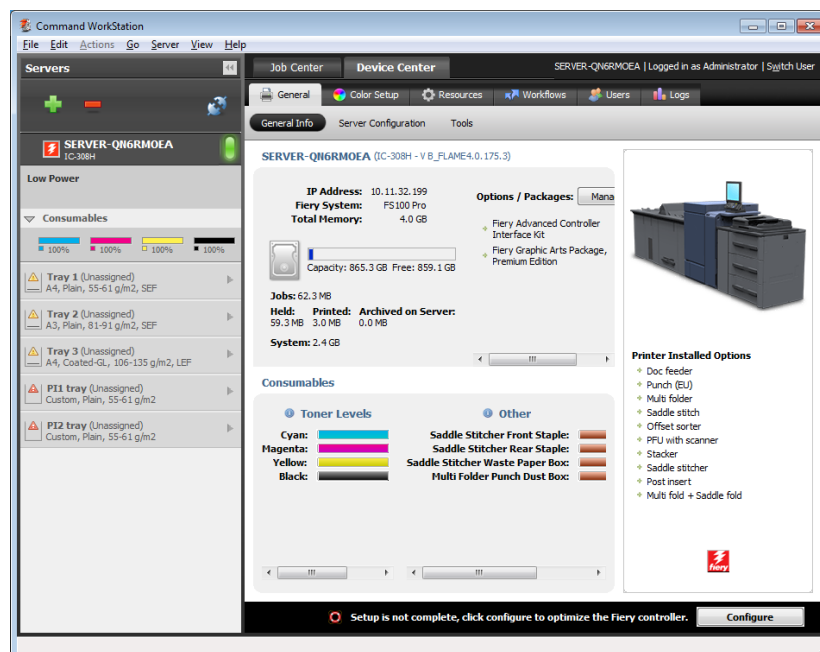 Command WorkStation
File Edit Actions Go Server View Help
Servers
Job Center Device Center SERVER-QN6RMOEA | Logged in as Administrator | Switch User
General Color Setup Resources Workflows Users Logs
General Info Server Configuration Tools
SERVER-QN6RMOEA
IC-308H
Low Power
Consumables
100% 100% 100% 100%
Tray 1 (Unassigned)
A4, Plain, 55-61 g/m2, SEF
Tray 2 (Unassigned)
A3, Plain, 81-91 g/m2, SEF
Tray 3 (Unassigned)
A4, Coated-GL, 106-135 g/m2, LEF
PI1 tray (Unassigned)
Custom, Plain, 55-61 g/m2
PI2 tray (Unassigned)
Custom, Plain, 55-61 g/m2
SERVER-QN6RMOEA (IC-308H - V B_FLAME4.0.175.3)
IP Address: 10.11.32.199
Fiery System: FS100 Pro
Total Memory: 4.0 GB
Options / Packages: Mana
Fiery Advanced Controller
Interface Kit
Fiery Graphic Arts Package,
Premium Edition
Capacity: 865.3 GB Free: 859.1 GB
Jobs: 62.3 MB
Held: Printed: Archived on Server:
59.3 MB 3.0 MB 0.0 MB
System: 2.4 GB
Consumables
Toner Levels
Cyan:
Magenta:
Yellow:
Black:
Other
Saddle Stitcher Front Staple:
Saddle Stitcher Rear Staple:
Saddle Stitcher Waste Paper Box:
Multi Folder Punch Dust Box:
Printer Installed Options
Doc feeder
Punch (EU)
Multi folder
Saddle stitch
Offset sorter
PFU with scanner
Stacker
Saddle stitcher
Post insert
Multi fold + Saddle fold
fiery
Setup is not complete, click configure to optimize the Fiery controller. Configure